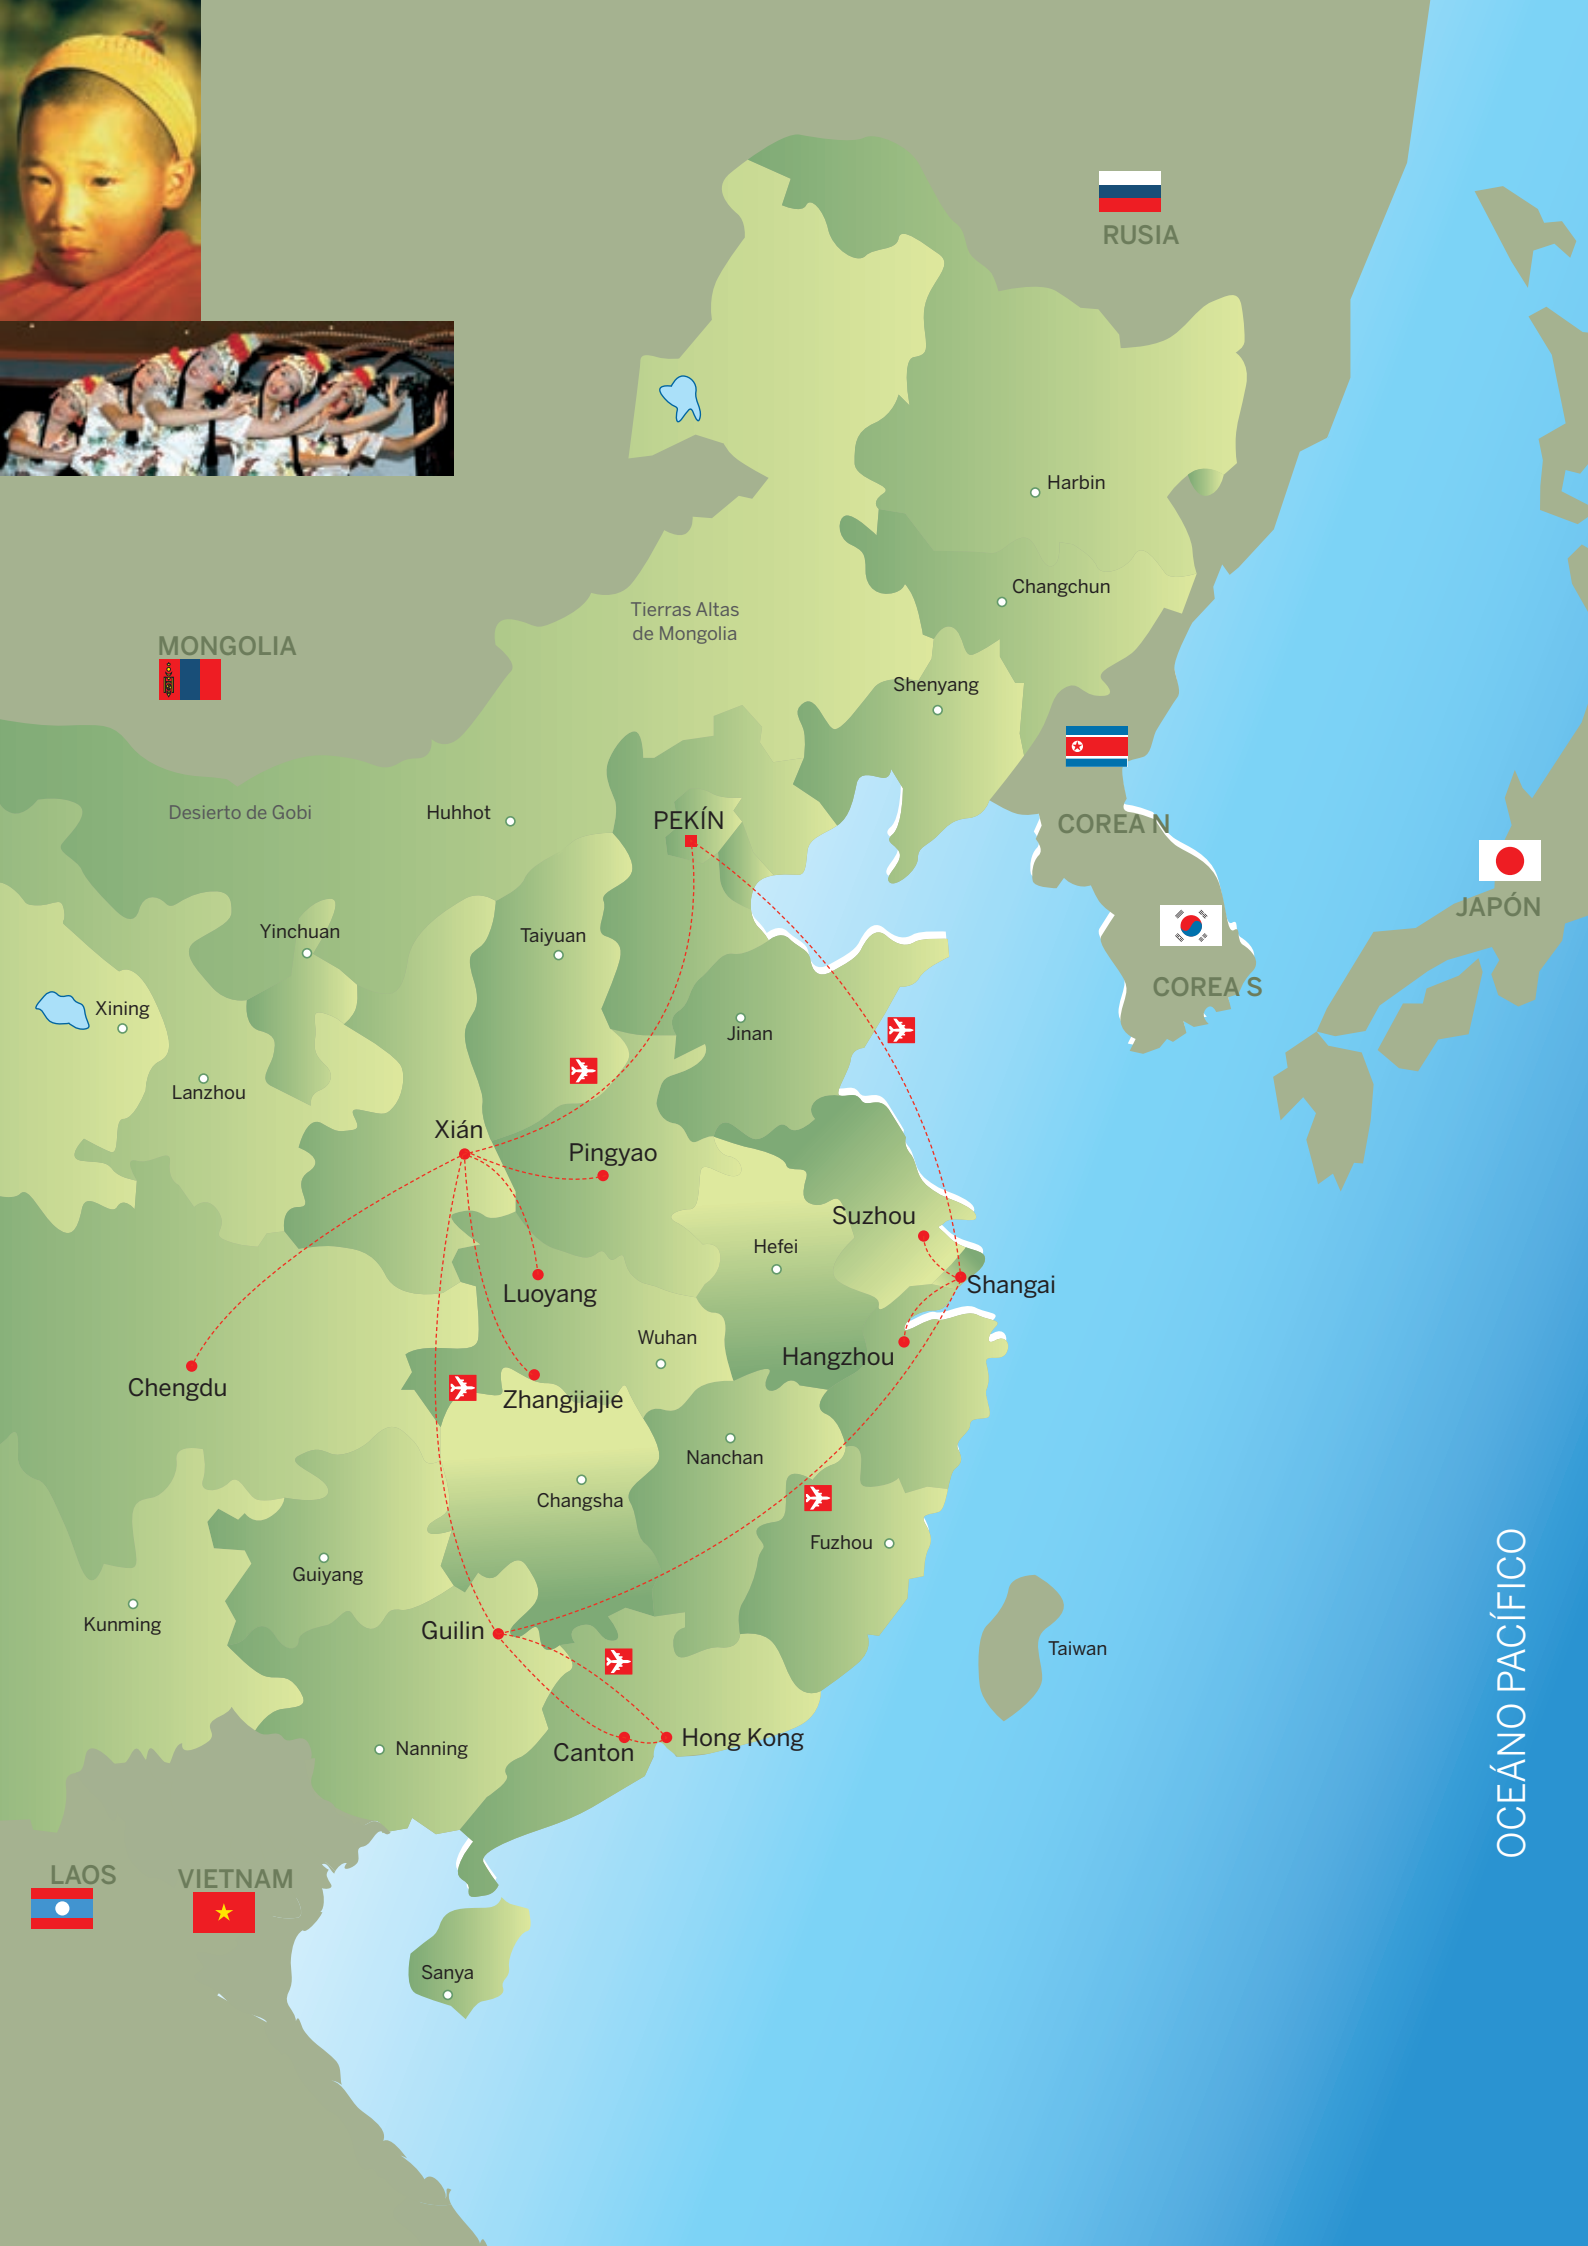 RUSIA
Harbin
Changchun
Tierras Altas
de Mongolia
MONGOLIA
Shenyang
Desierto de Gobi
Huhhot
PEKÍN
COREA N
JAPÓN
Yinchuan
Taiyuan
COREA S
Xining
Jinan
Lanzhou
Xián
Pingyao
Suzhou
Hefei
Shangai
Luoyang
Wuhan
Hangzhou
Chengdu
Zhangjiajie
Nanchan
Changsha
Fuzhou
Guiyang
Kunming
Guilin
Taiwan
OCEÁNO PACÍFICO
Hong Kong
Canton
Nanning
LAOS
VIETNAM
Sanya